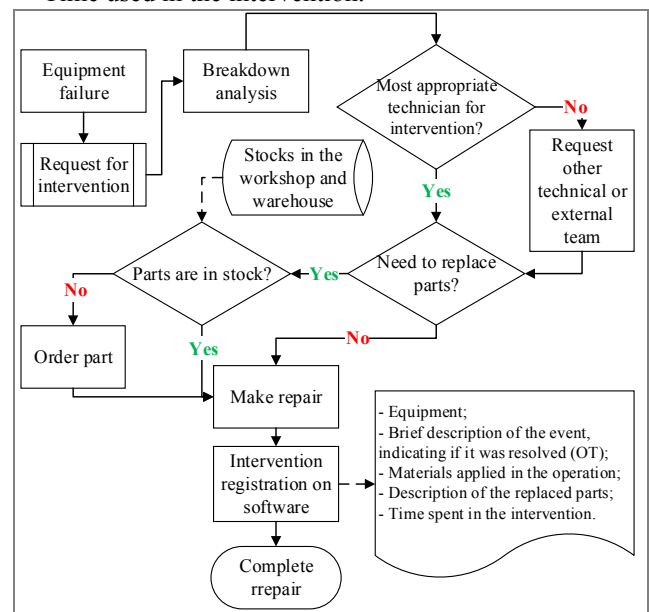 Time used in the intervention.
Equipment
failure
Breakdown
analysis
Most appropriate
technician for
intervention?
No
Request for
intervention
Stocks in the
workshop and
warehouse
Request
other
technical or
external
team
Yes
Parts are in stock?
Yes
Need to replace
parts?
No
No
Order part
Yes
Make repair
- Equipment;
- Brief description of the event,
indicating if it was resolved (OT);
- Materials applied in the operation;
- Description of the replaced parts;
- Time spent in the intervention.
Intervention
registration on
software
Complete
rrepair